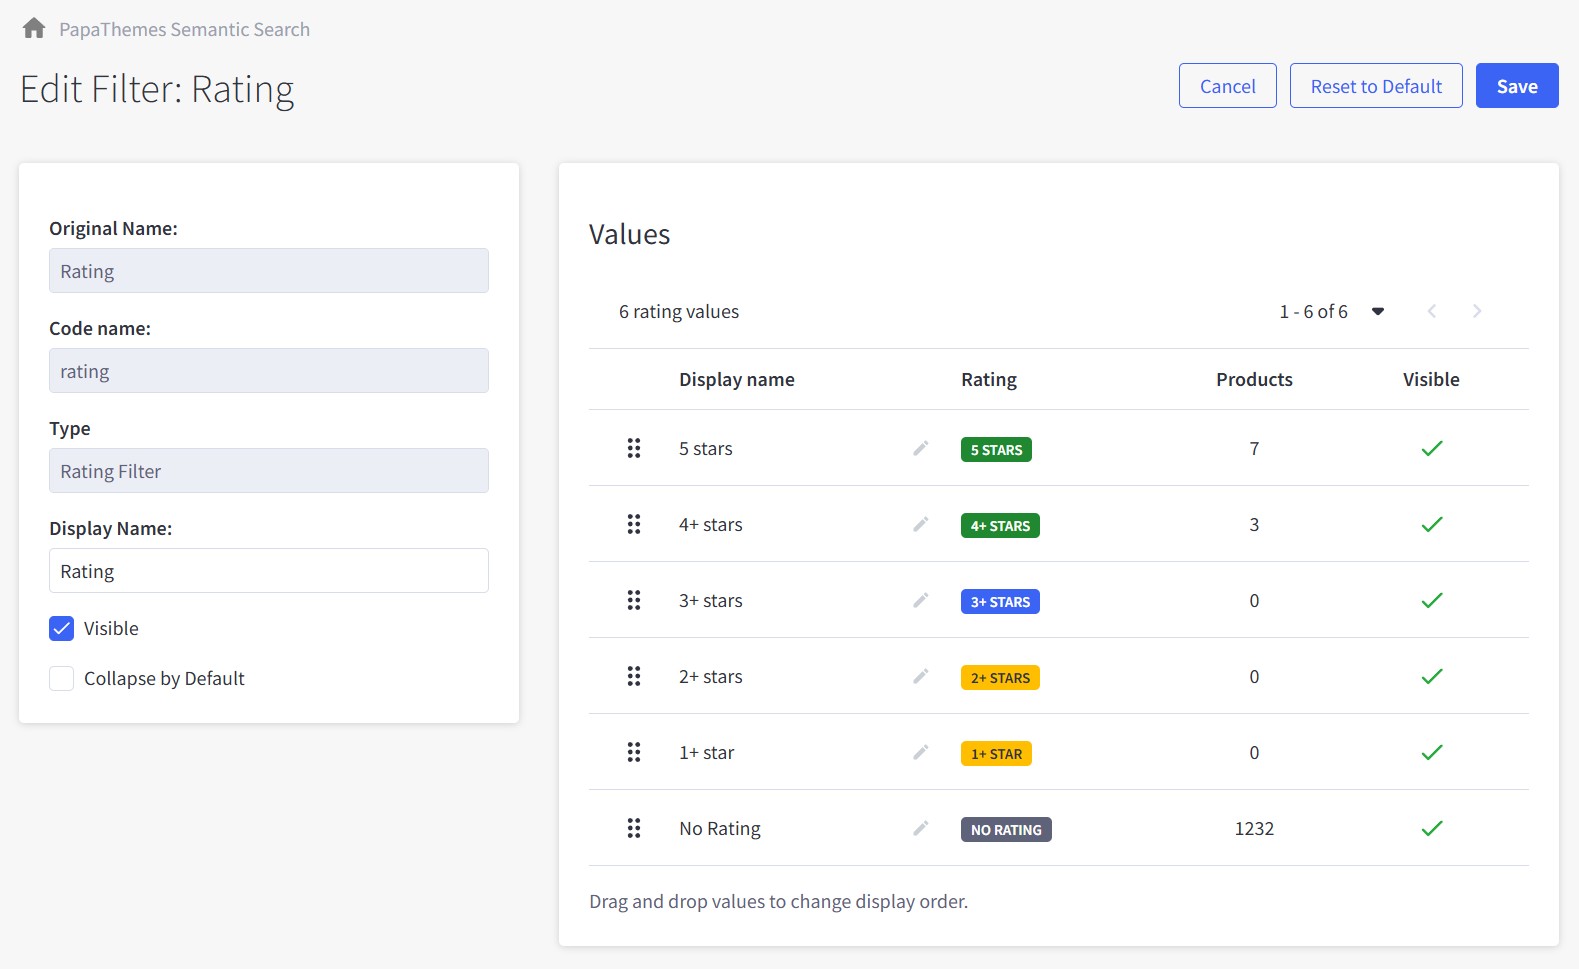 PapaThemes Semantic Search
Edit Filter: Rating
Cancel
Reset to Default
Save
Original Name:
Rating
Code name:
rating
Type
Rating Filter
Display Name:
Rating
Visible
Collapse by Default
Values
6 rating values
1 - 6 of 6
Display name Rating Products Visible
5 stars 5 STARS 7
4+ stars 4+ STARS 3
3+ stars 3+ STARS 0
2+ stars 2+ STARS 0
1+ star 1+ STAR 0
No Rating NO RATING 1232
Drag and drop values to change display order.